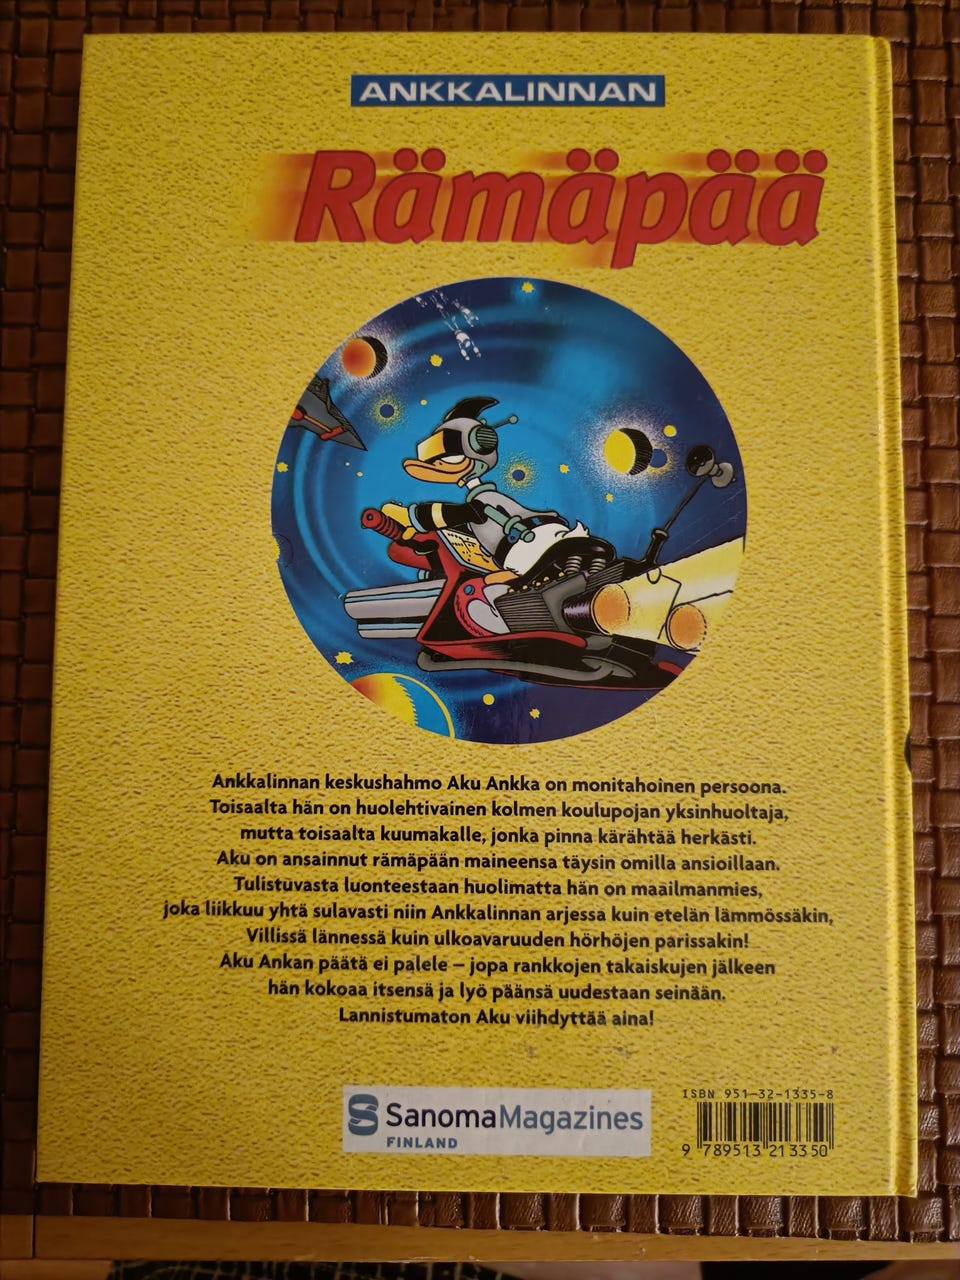 ANKKALINNAN
Rämäpää
Ankkalinnan keskushahmo Aku Ankka on monitahoinen persoona.
Toisaalta hän on huolehtivainen kolmen koulupojan yksinhuoltaja,
mutta toisaalta kuumakalle, jonka pinna kärähtää herkästi.
Aku on ansainnut rämäpään maineensa täysin omilla ansioillaan.
Tulistuvasta luonteestaan huolimatta hän on maailmanmies,
joka liikkuu yhtä sulavasti niin Ankkalinnan arjessa kuin etelän lämmössäkin,
Villissä lännessä kuin ulkoavaruuden hörhöjen parissakin!
Aku Ankan päätä ei palele – jopa rankkojen takaiskujen jälkeen
hän kokoaa itsensä ja lyö päänsä uudestaan seinään.
Lannistumaton Aku viihdyttää aina!
SanomaMagazines
FINLAND
ISBN 951-32-1335-8
9 789513 213350